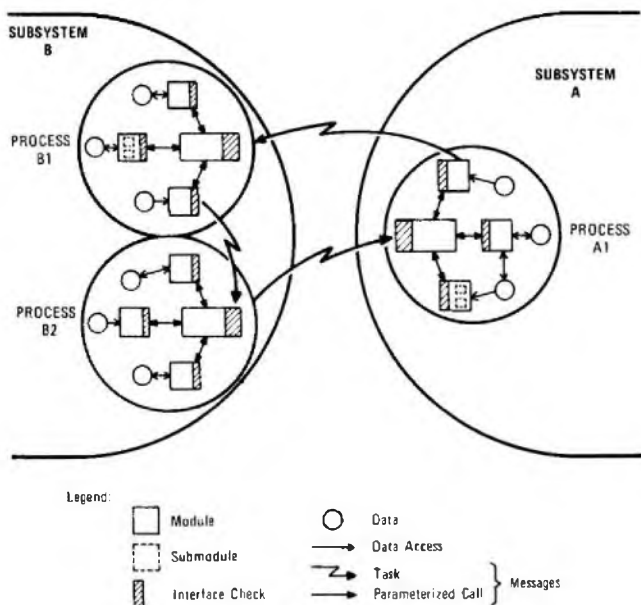 SUBSYSTEM
B
SUBSYSTEM
A
PROCESS
B1
PROCESS
A1
PROCESS
B2
Legend:
Module
Data
Submodule
Data Access
Task
Interface Check
Parameterized Call
Messages